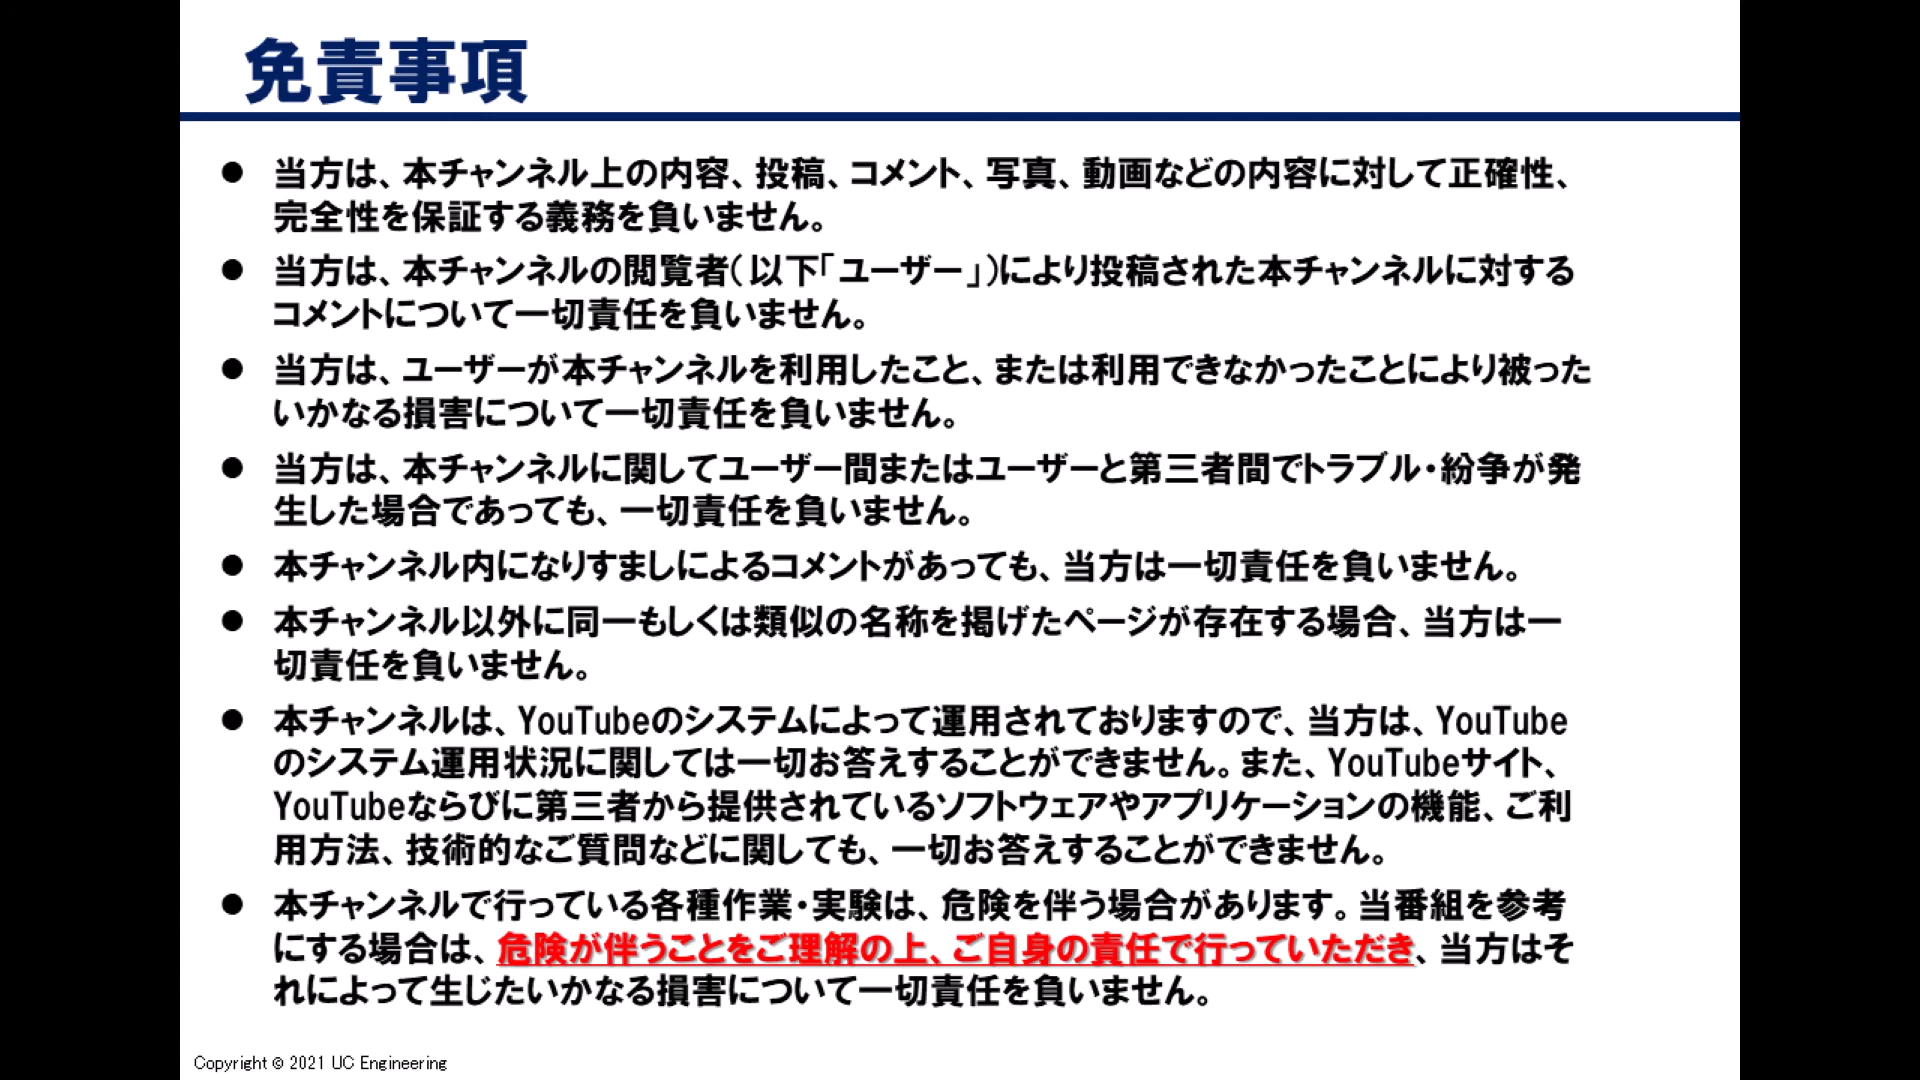 免責事項
● 当方は、本チャンネル上の内容、投稿、コメント、写真、動画などの内容に対して正確性、
完全性を保証する義務を負いません。
● 当方は、本チャンネルの閲覧者(以下「ユーザー」)により投稿された本チャンネルに対する
コメントについて一切責任を負いません。
● 当方は、ユーザーが本チャンネルを利用したこと、または利用できなかったことにより被った
いかなる損害について一切責任を負いません。
● 当方は、本チャンネルに関してユーザー間またはユーザーと第三者間でトラブル・紛争が発
生した場合であっても、一切責任を負いません。
● 本チャンネル内になりすましによるコメントがあっても、当方は一切責任を負いません。
● 本チャンネル以外に同一もしくは類似の名称を掲げたページが存在する場合、当方は一
切責任を負いません。
● 本チャンネルは、YouTubeのシステムによって運用されておりますので、当方は、YouTube
のシステム運用状況に関しては一切お答えすることができません。また、YouTubeサイト、
YouTubeならびに第三者から提供されているソフトウェアやアプリケーションの機能、ご利
用方法、技術的なご質問などに関しても、一切お答えすることができません。
● 本チャンネルで行っている各種作業・実験は、危険を伴う場合があります。当番組を参考
にする場合は、危険が伴うことをご理解の上、ご自身の責任で行っていただき、当方はそ
れによって生じたいかなる損害について一切責任を負いません。
Copyright © 2021 UC Engineering